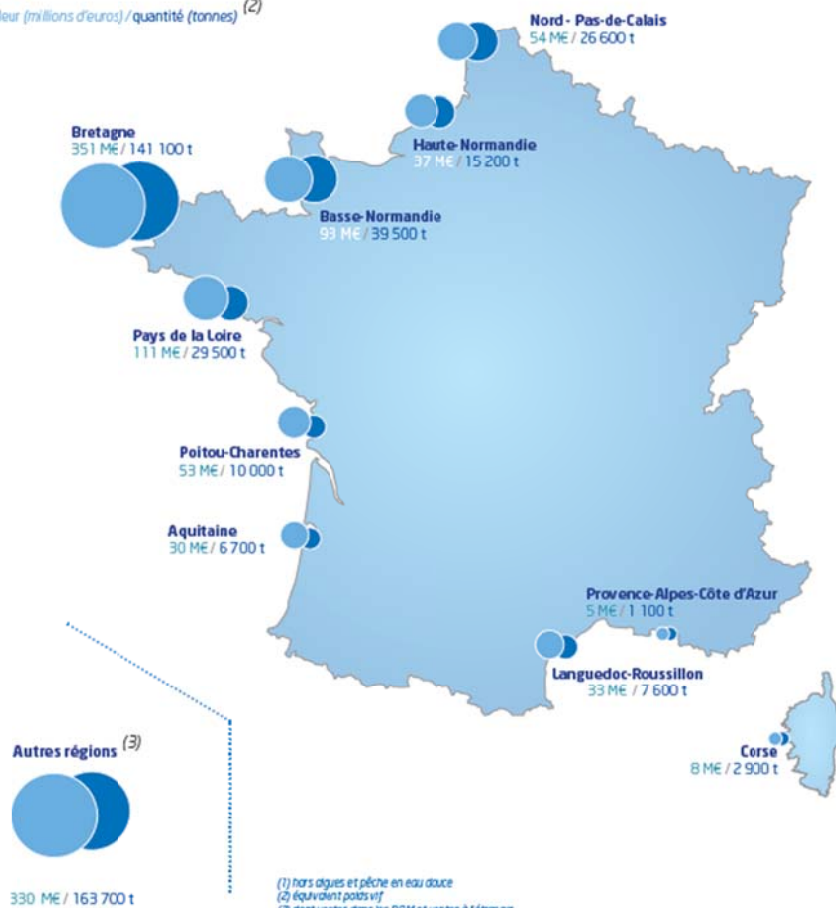 (millions d'euros) / quantité (tonnes) (2)
Nord - Pas-de-Calais
54 M€ / 26 600 t
Haute-Normandie
37 M€ / 15 200 t
Bretagne
351 M€ / 141 100 t
Basse-Normandie
93 M€ / 39 500 t
Pays de la Loire
111 M€ / 29 500 t
Poitou-Charentes
53 M€ / 10 000 t
Aquitaine
30 M€ / 6 700 t
Provence-Alpes-Côte d'Azur
5 M€ / 1 100 t
Languedoc-Roussillon
33 M€ / 7 600 t
Corse
8 M€ / 2 900 t
Autres régions (3)
330 M€ / 163 700 t
(1) hors algues et pêche en eau douce
(2) équivalent poids vif